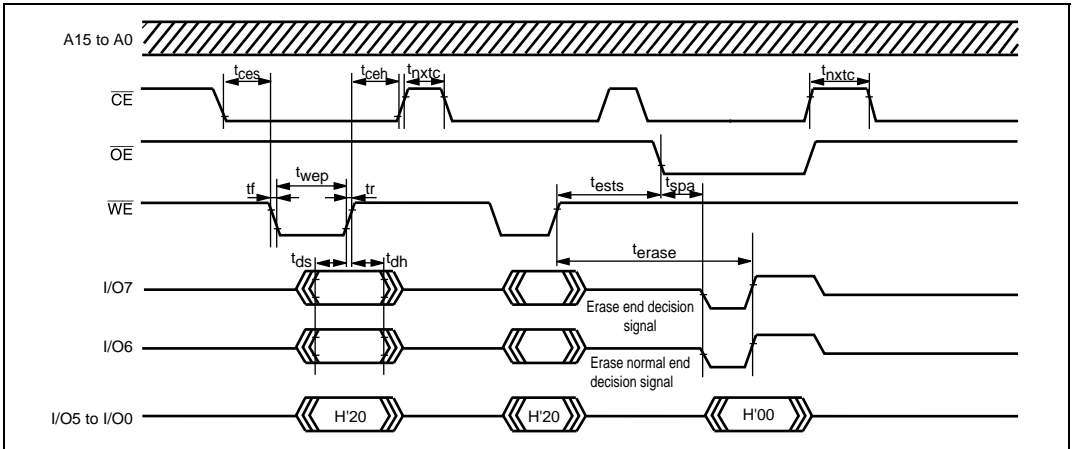 A15 to A0
tces
tceh
tnxtc
tnxtc
CE
OE
twep
tests
tspa
tf
tr
WE
terase
tds
tdh
I/O7
Erase end decision
signal
I/O6
Erase normal end
decision signal
I/O5 to I/O0
H'20
H'20
H'00